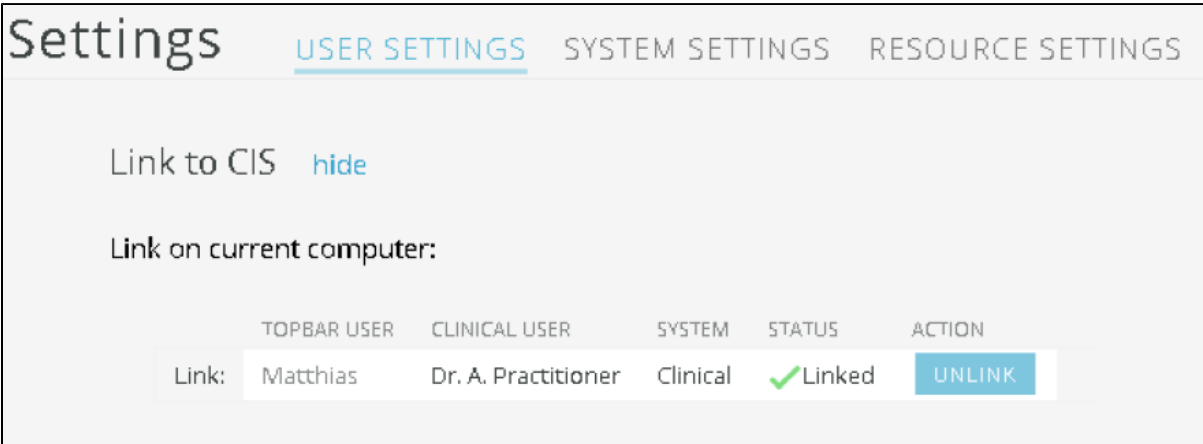 Settings USER SETTINGS SYSTEM SETTINGS RESOURCE SETTINGS
Link to CIS hide
Link on current computer:
TOPBAR USER CLINICAL USER SYSTEM STATUS ACTION
Link: Matthias Dr. A. Practitioner Clinical Linked UNLINK